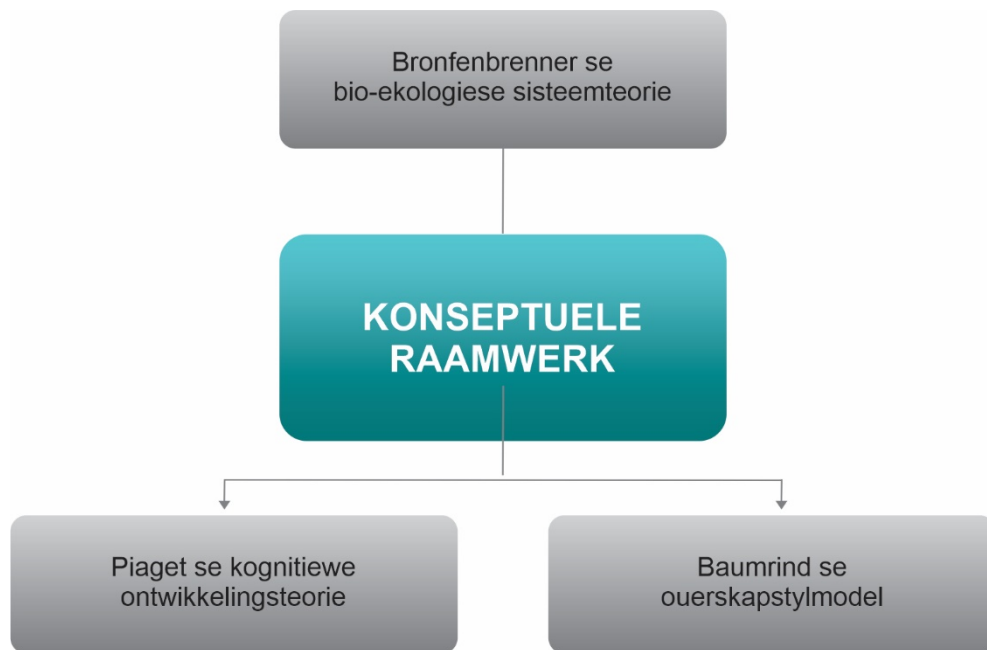 Bronfenbrenner se
bio-ekologiese sisteemteorie
KONSEPTUELE
RAAMWERK
Piaget se kognitiewe
ontwikkelingsteorie
Baumrind se
ouerskapstylmodel